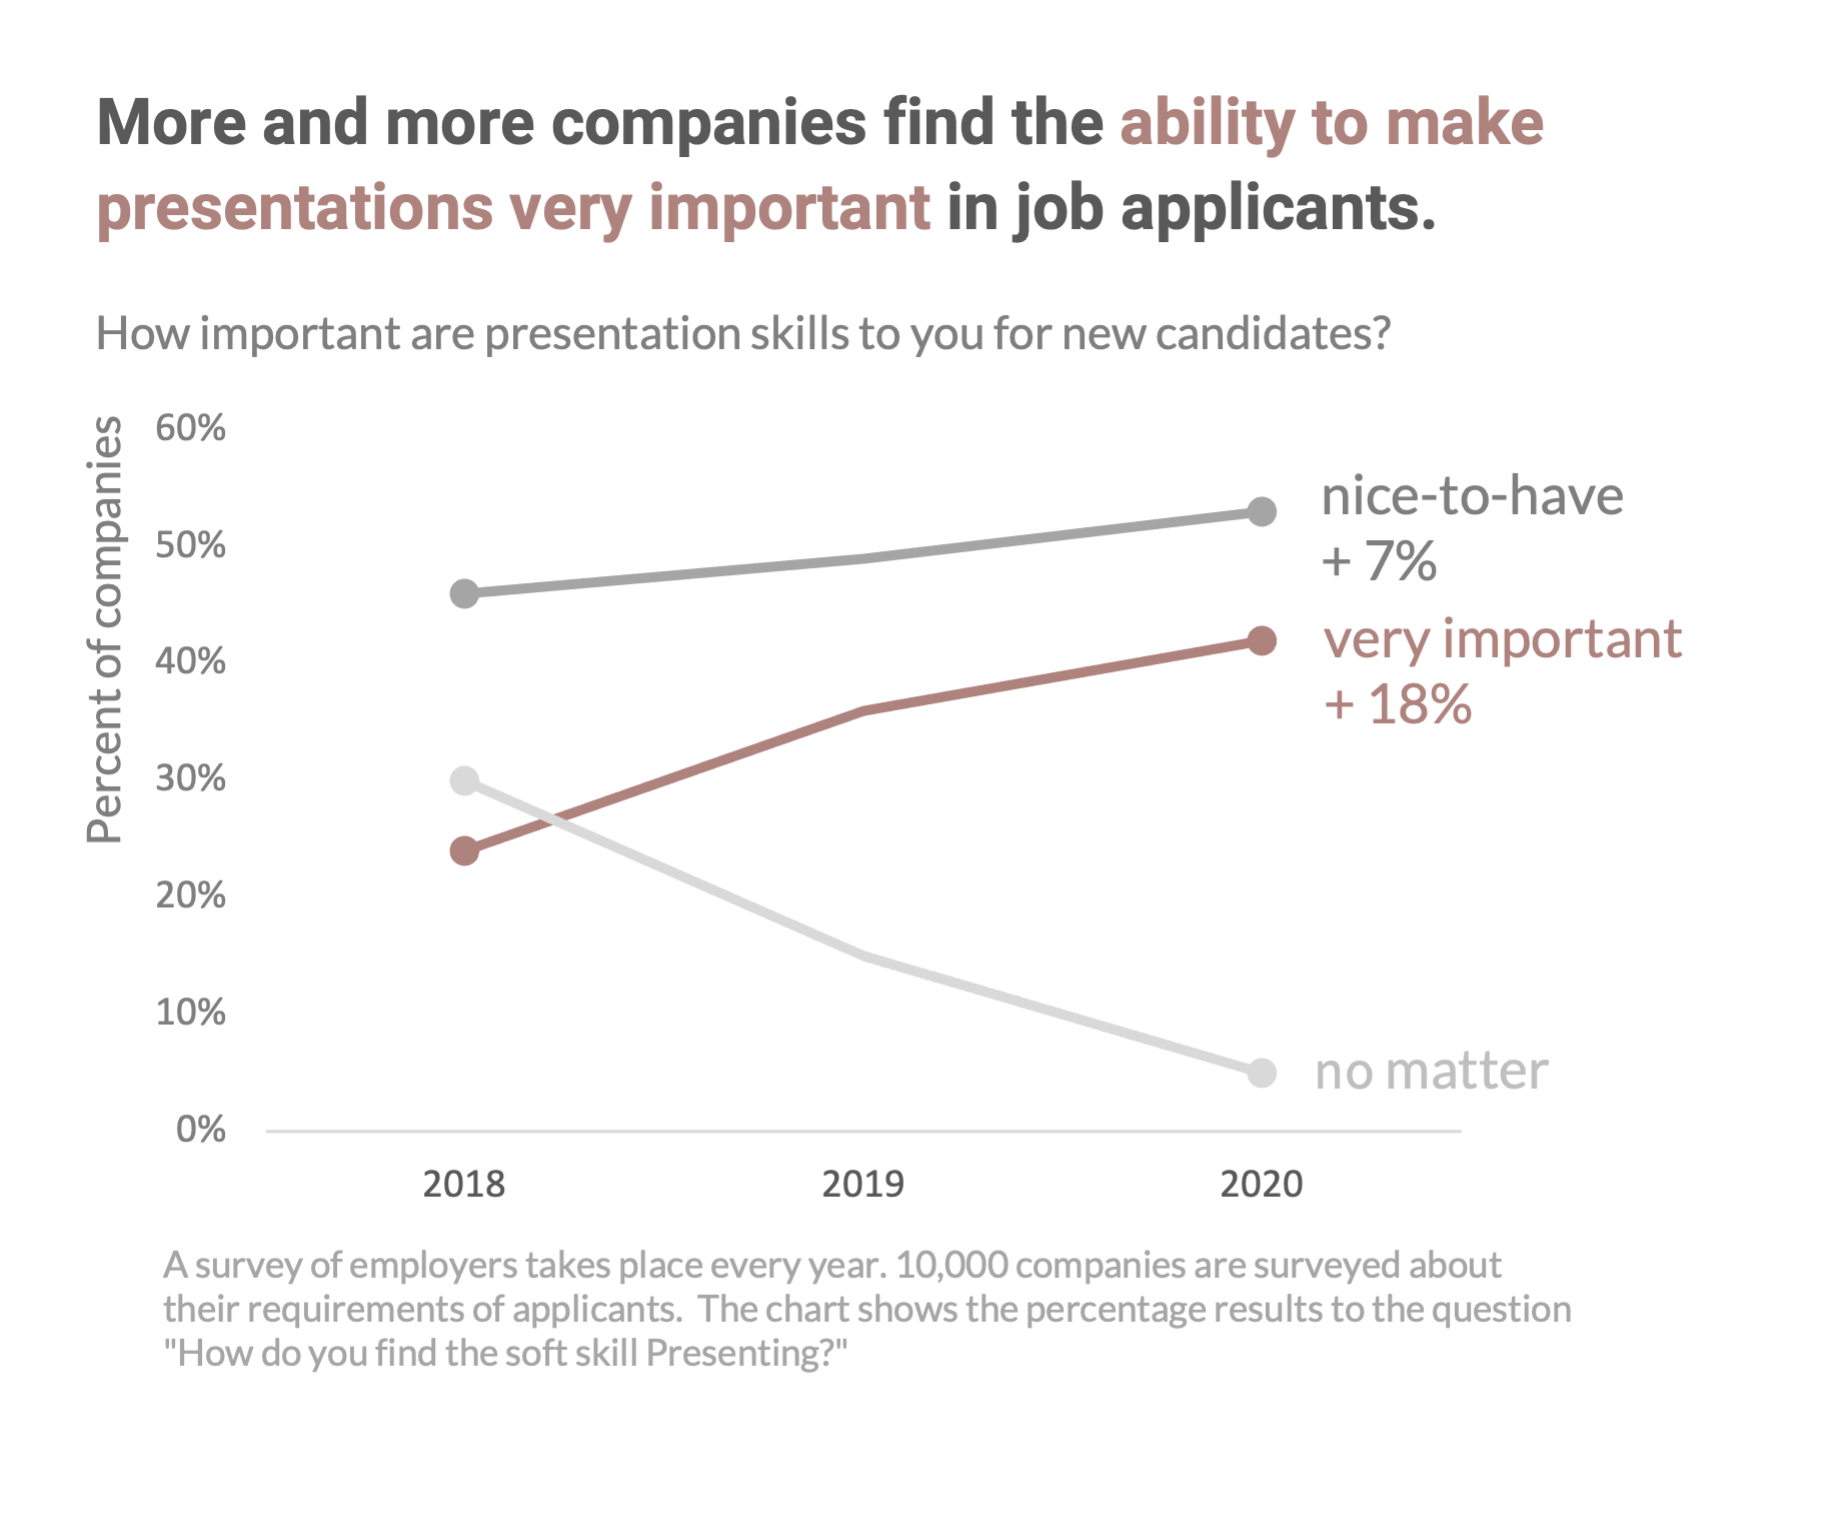 More and more companies find the ability to make
presentations very important in job applicants.
How important are presentation skills to you for new candidates?
Percent of companies
60%
50%
40%
30%
20%
10%
0%
nice-to-have
+ 7%
very important
+ 18%
no matter
2018
2019
2020
A survey of employers takes place every year. 10,000 companies are surveyed about
their requirements of applicants.  The chart shows the percentage results to the question
"How do you find the soft skill Presenting?"